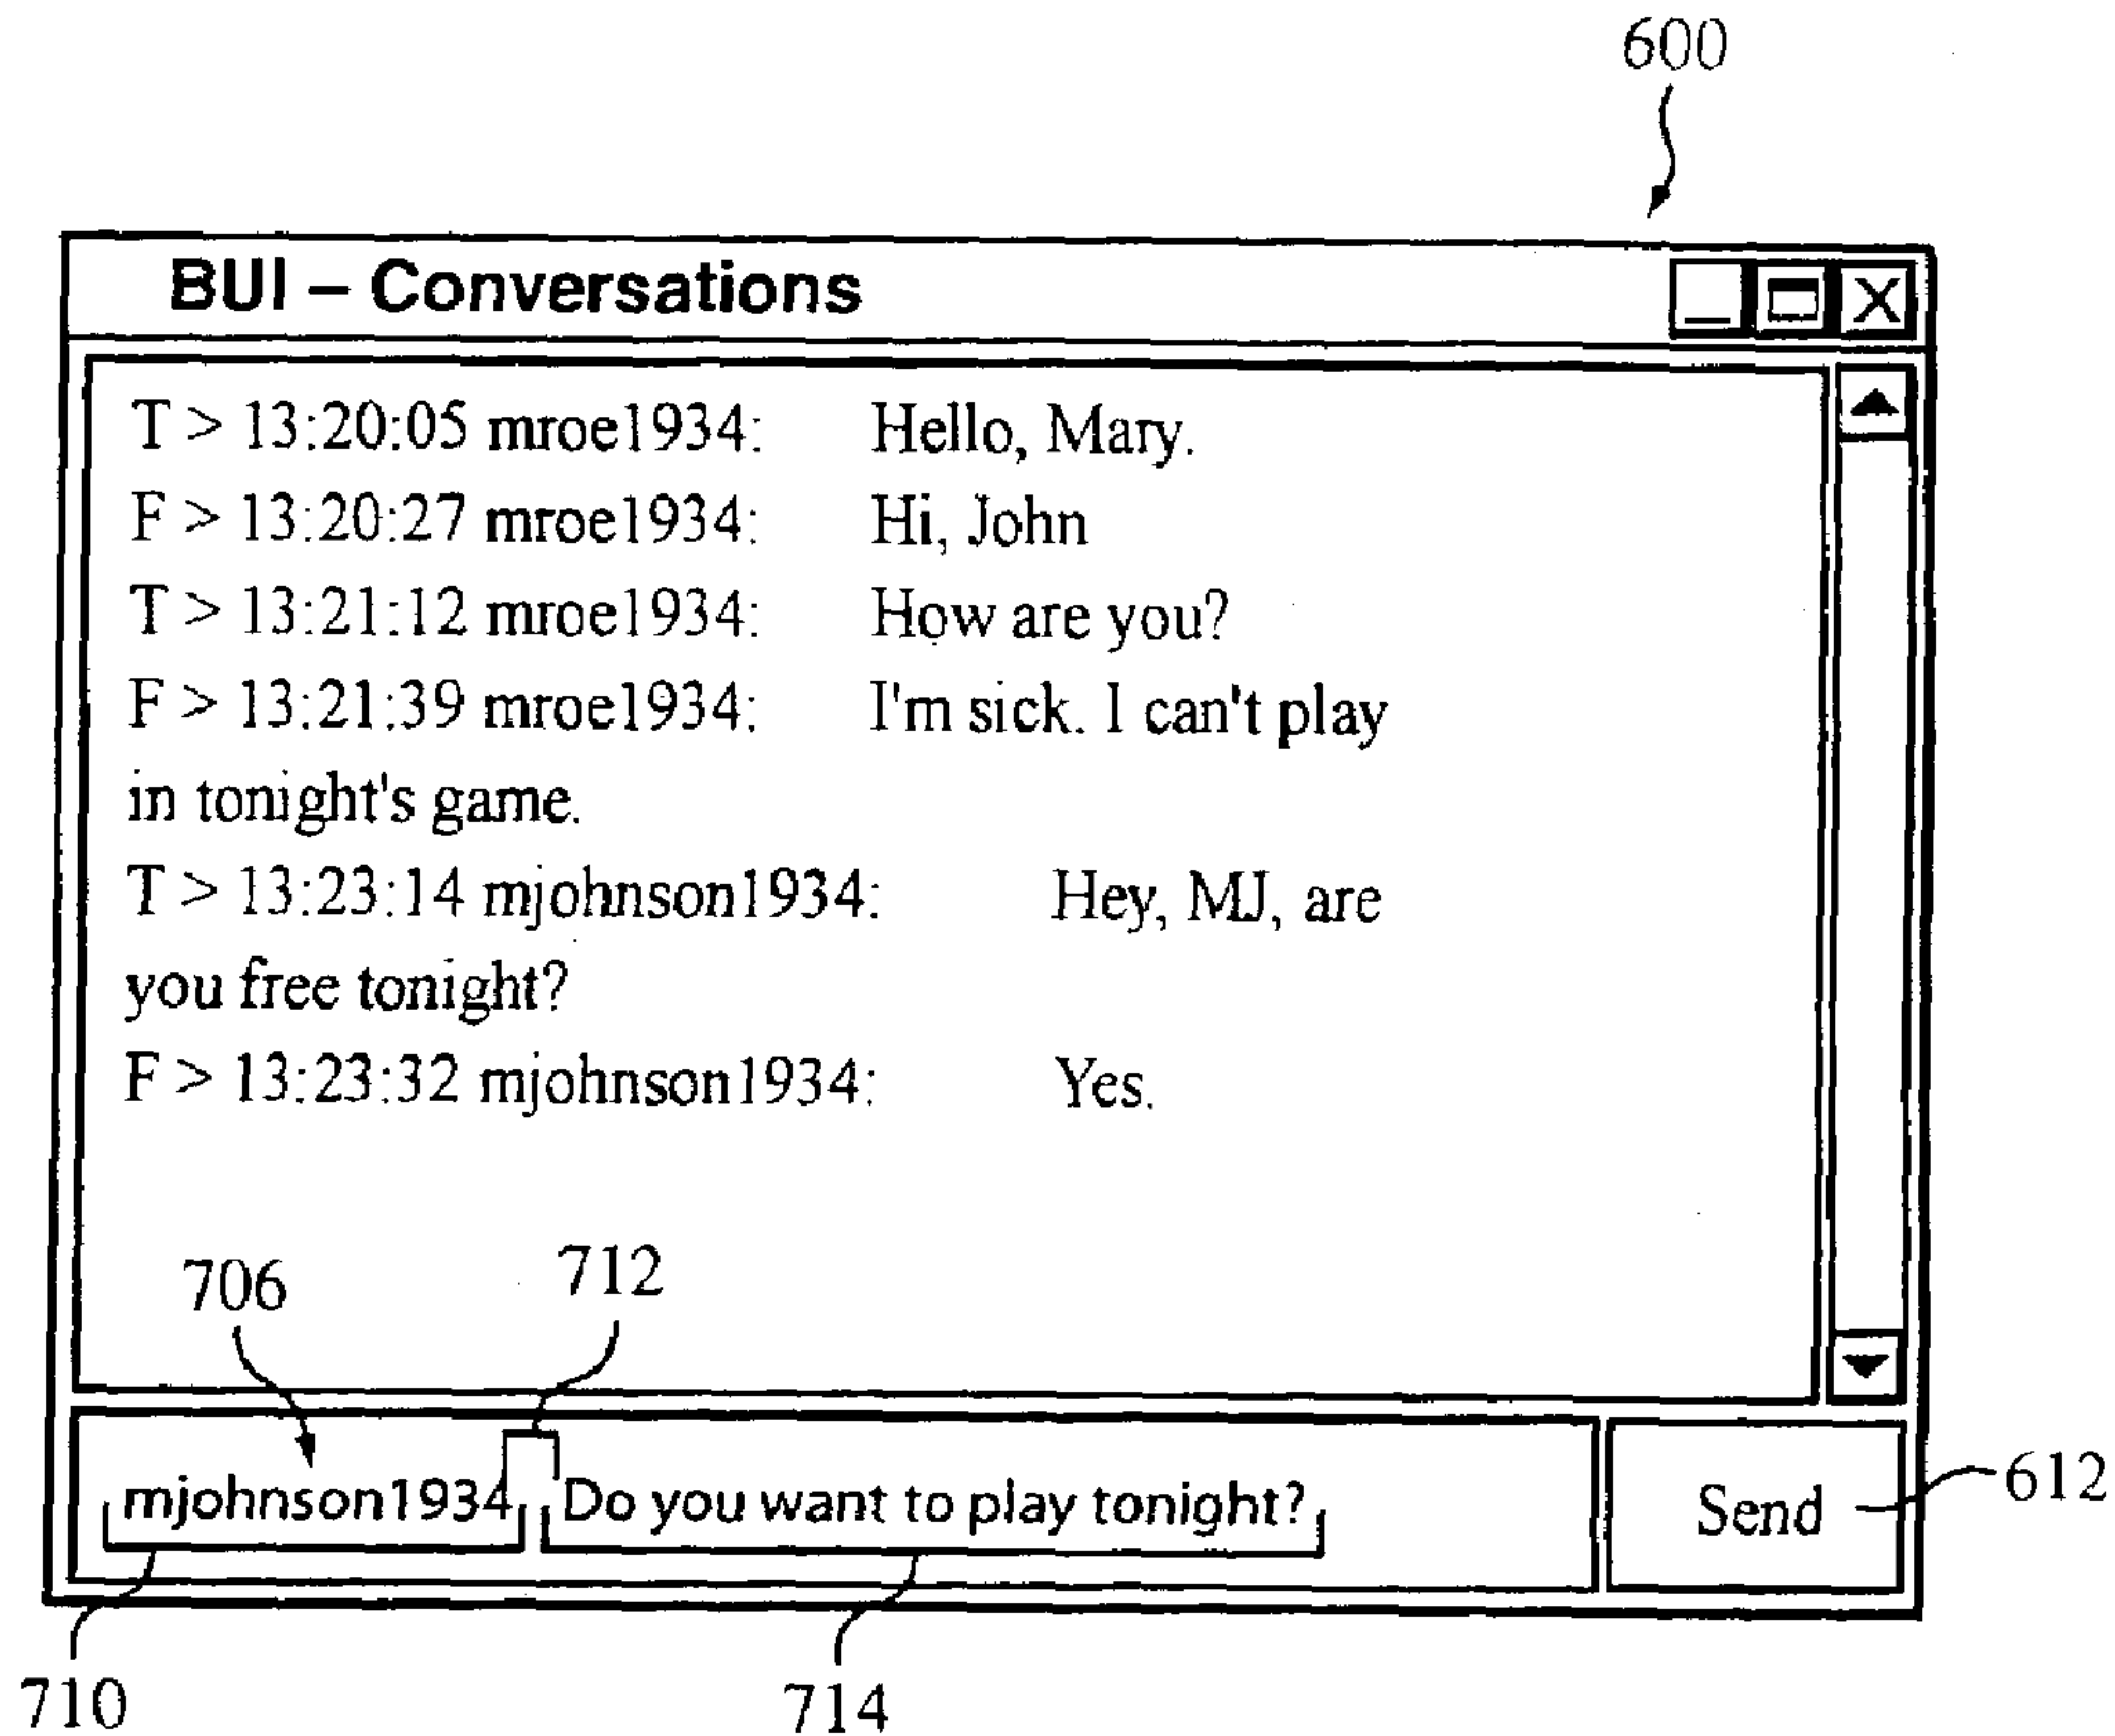 600
BUI – Conversations
T > 13:20:05 mroe1934: Hello, Mary.
F > 13:20:27 mroe1934: Hi, John
T > 13:21:12 mroe1934: How are you?
F > 13:21:39 mroe1934: I'm sick. I can't play
in tonight's game.
T > 13:23:14 mjohnson1934: Hey, MJ, are
you free tonight?
F > 13:23:32 mjohnson1934: Yes.
706 712
mjohnson1934 Do you want to play tonight? Send 612
710 714